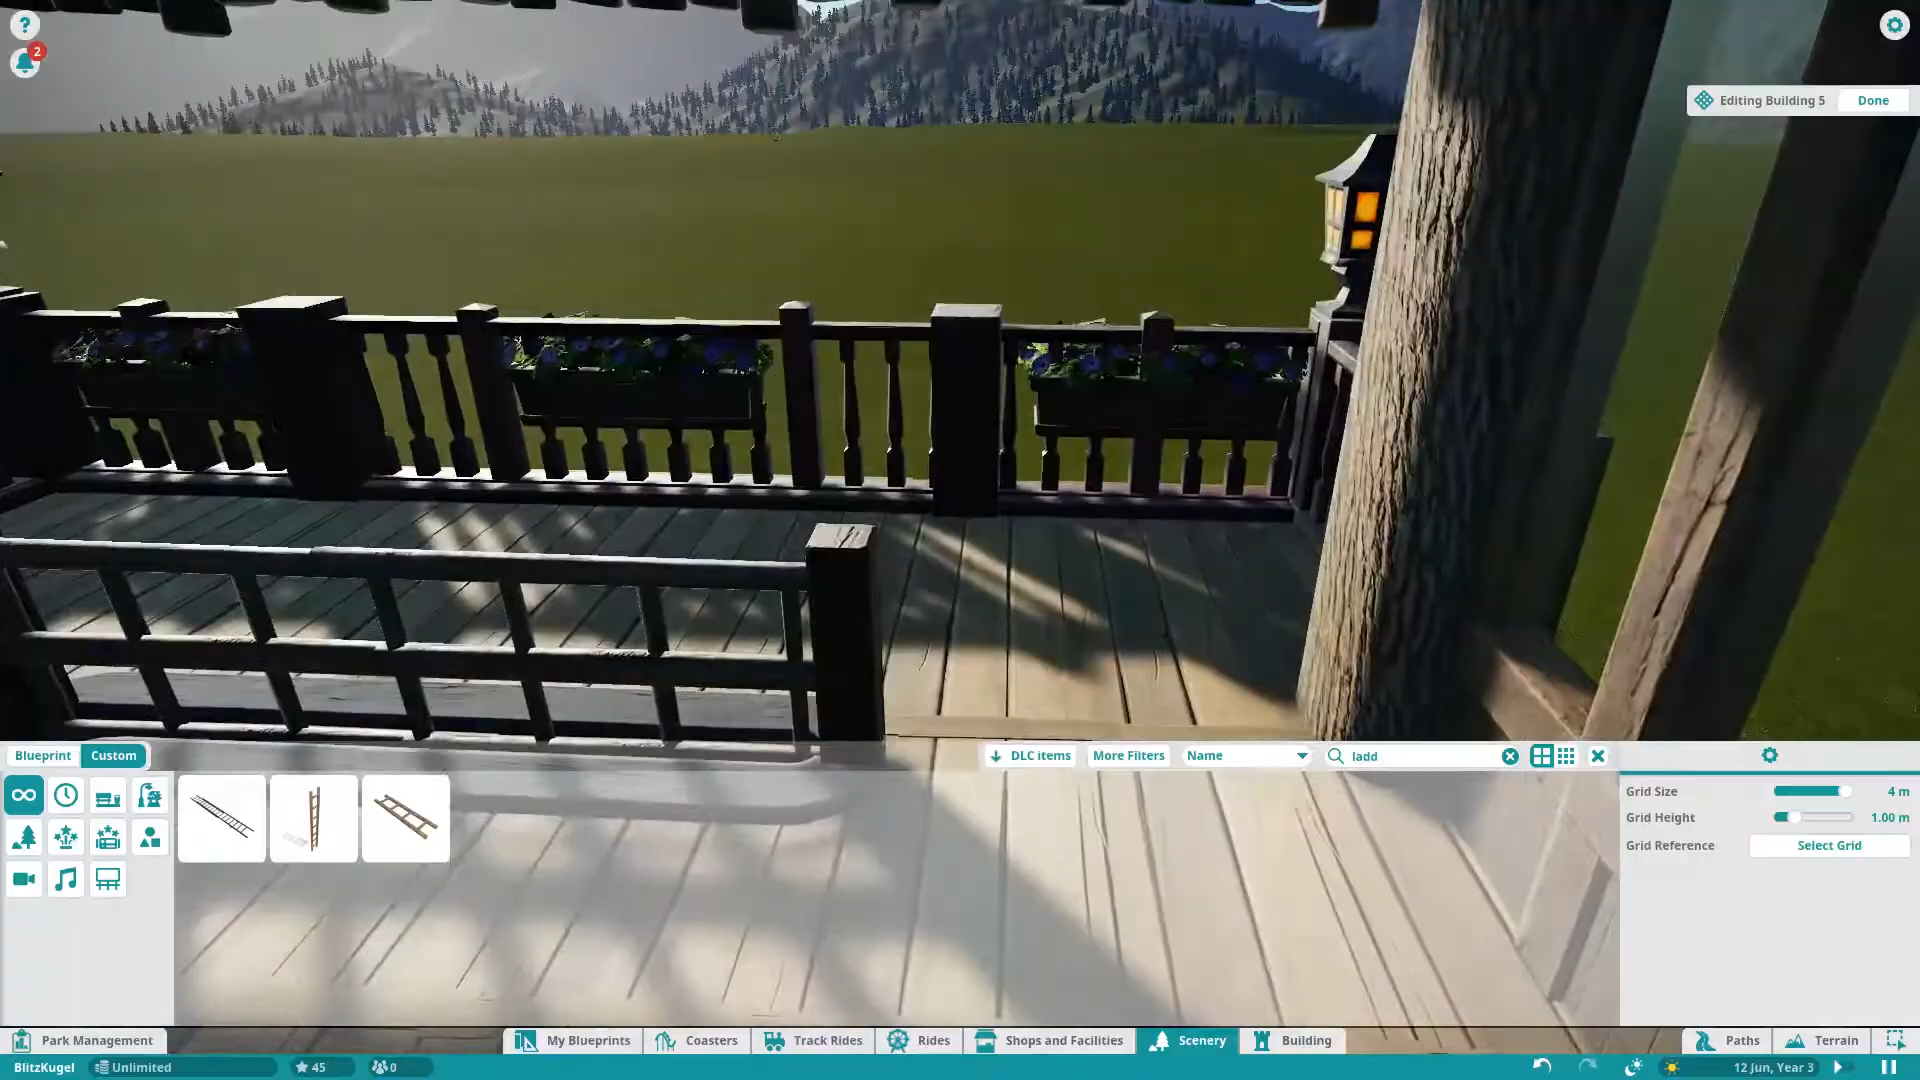 ?
2
Editing Building 5
Done
Blueprint
Custom
DLC items
More Filters
Name
ladd
Grid Size
4 m
Grid Height
1.00 m
Grid Reference
Select Grid
Park Management
My Blueprints
Coasters
Track Rides
Rides
Shops and Facilities
Scenery
Building
Paths
Terrain
BlitzKugel
Unlimited
45
0
12 Jun, Year 3